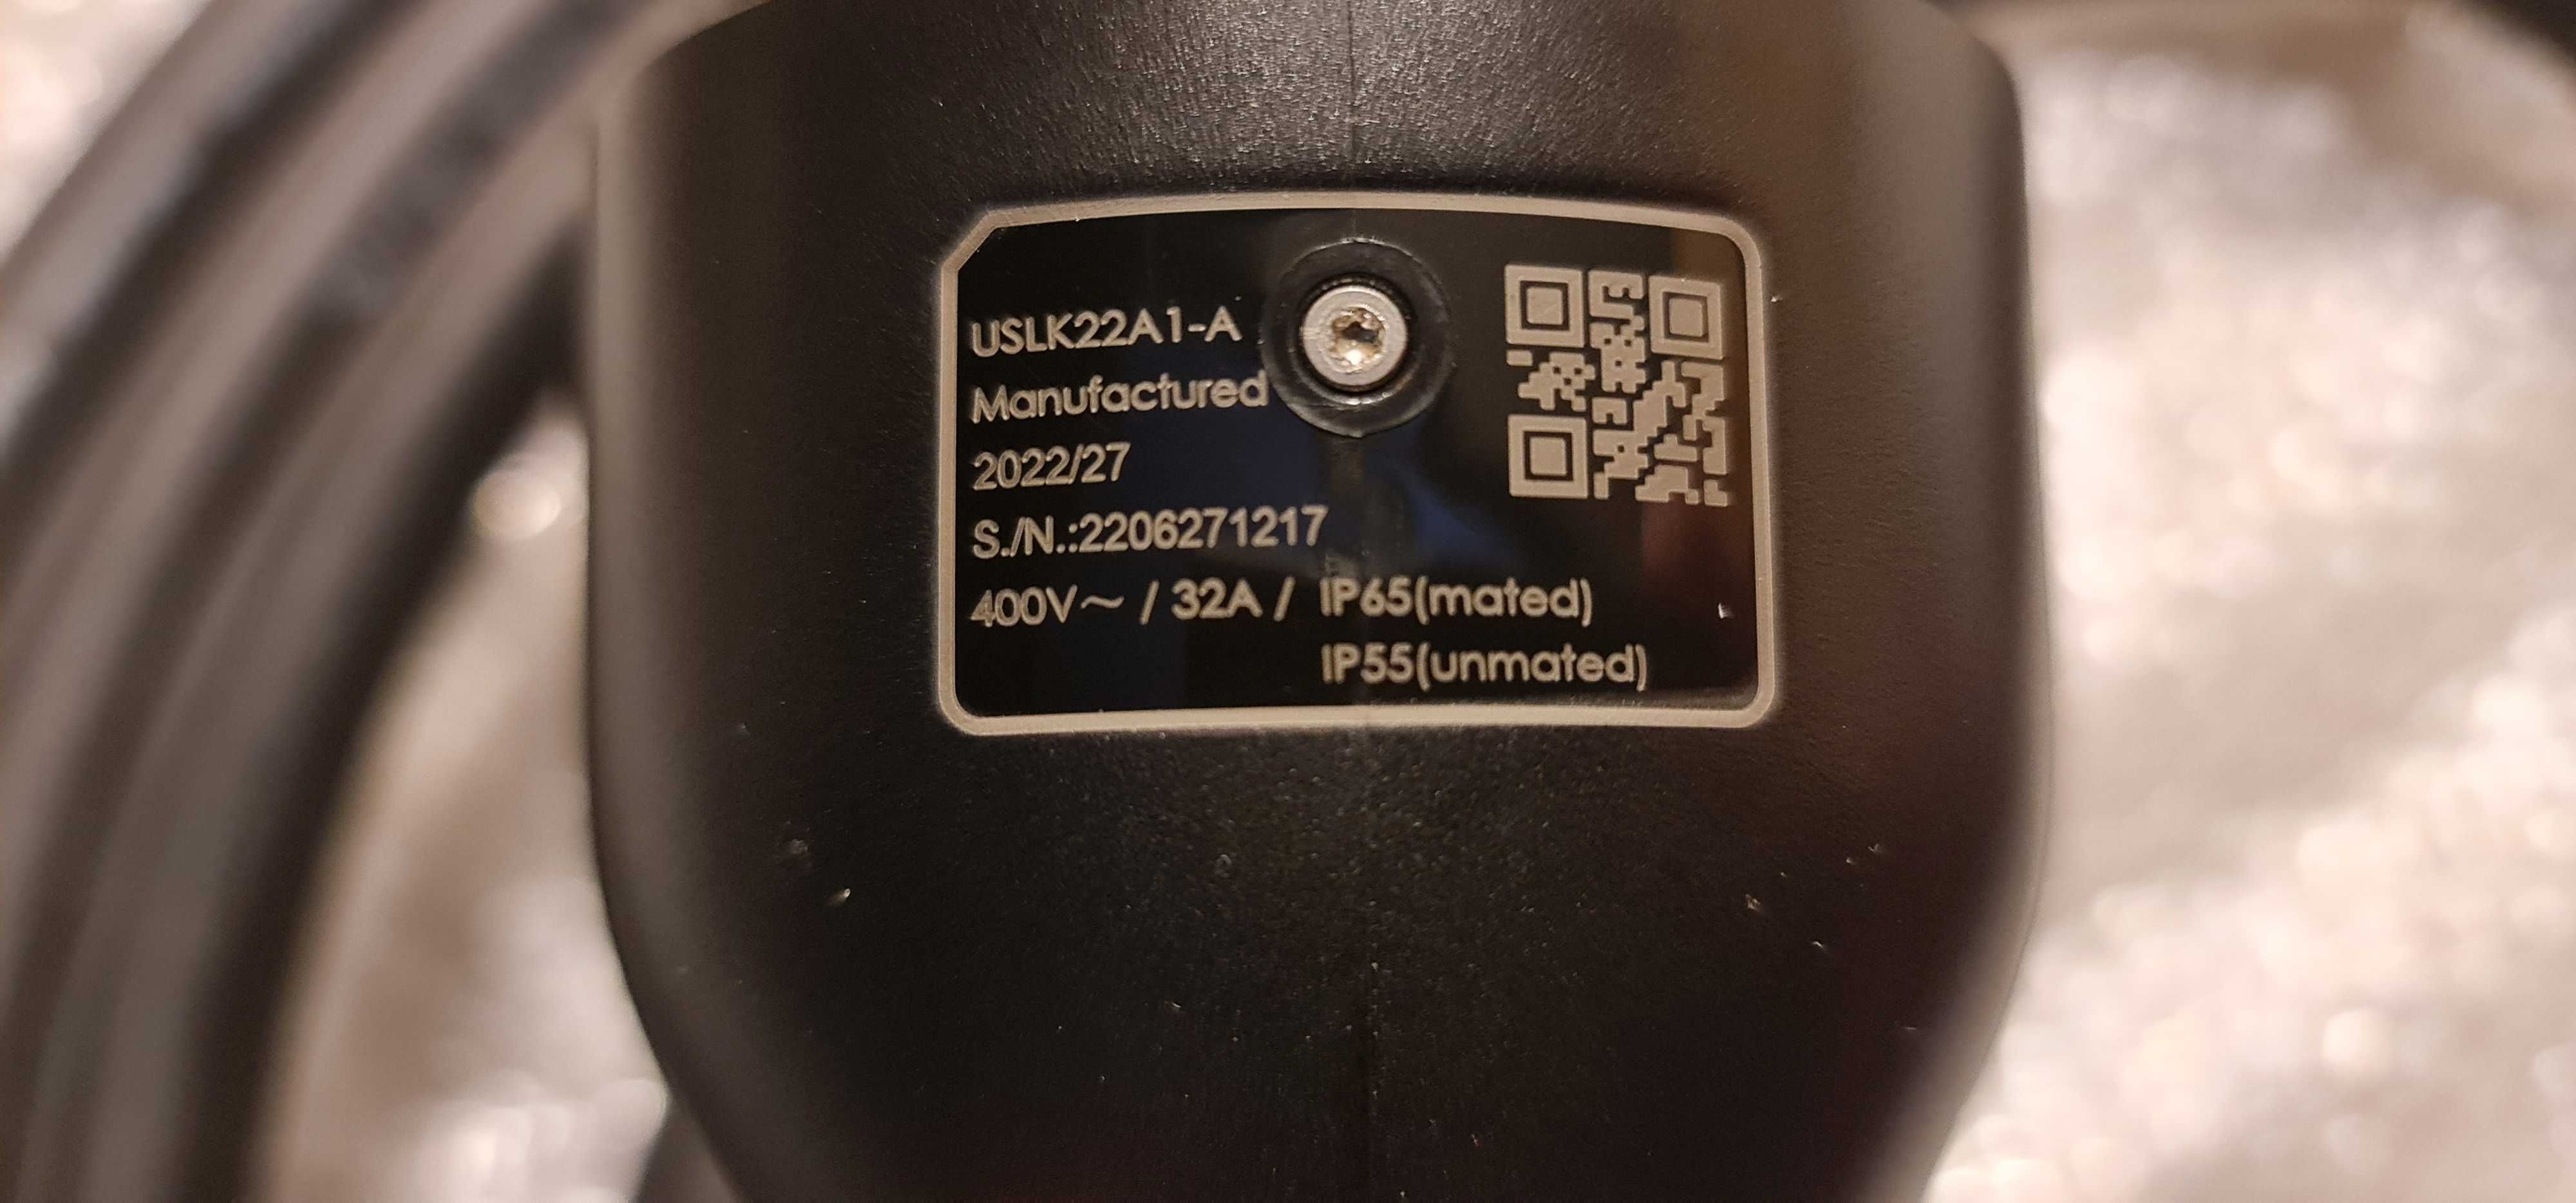 USLK22A1-A
Manufactured
2022/27
S./N.:2206271217
400V~ / 32A / IP65(mated)
IP55(unmated)